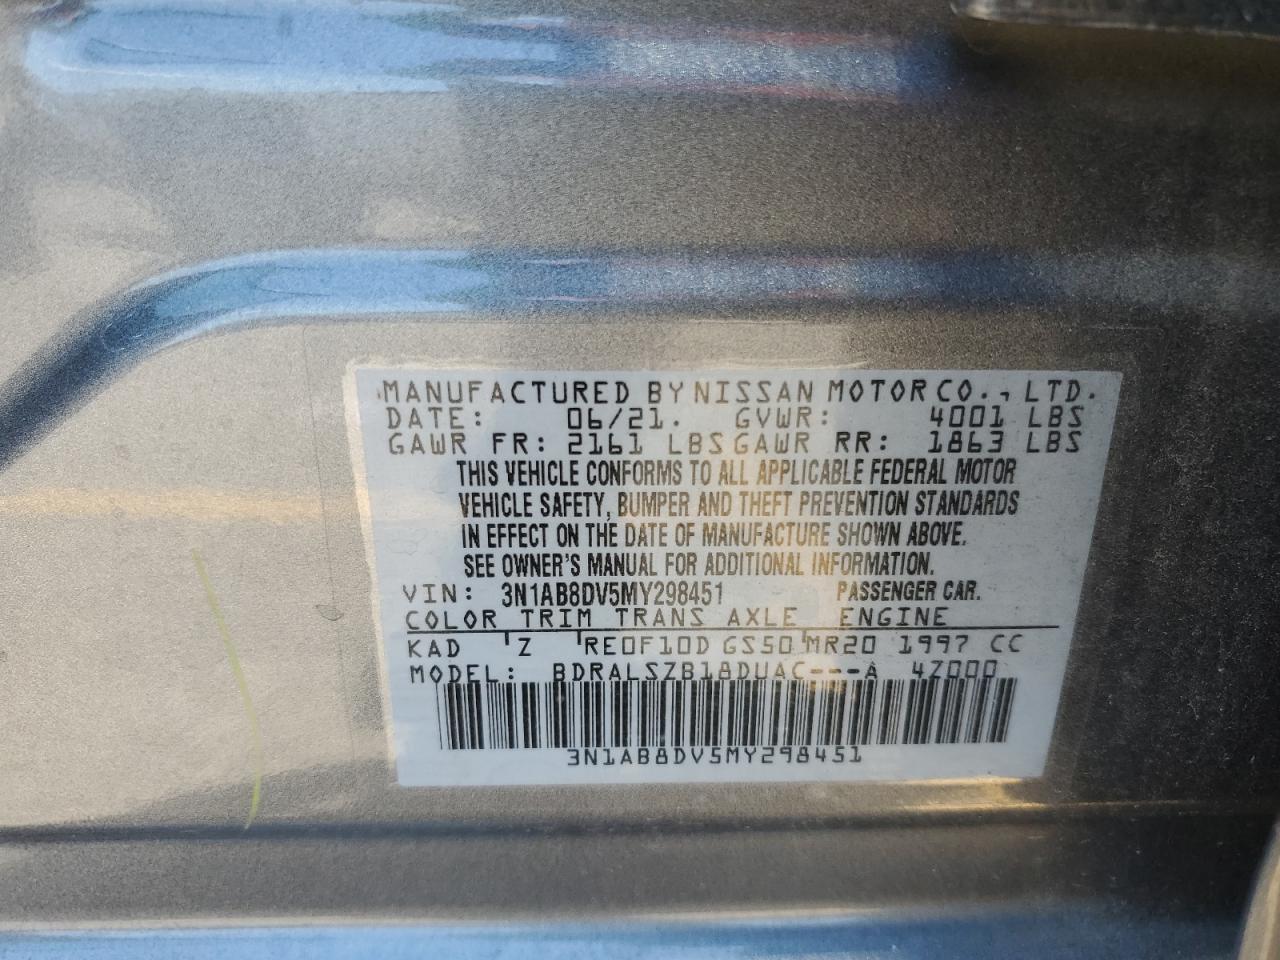 MANUFACTURED BY NISSAN MOTOR CO., LTD.
DATE: 06/21. GVWR: 4001 LBS
GAWR FR: 2161 LBS GAWR RR: 1863 LBS
THIS VEHICLE CONFORMS TO ALL APPLICABLE FEDERAL MOTOR
VEHICLE SAFETY, BUMPER AND THEFT PREVENTION STANDARDS
IN EFFECT ON THE DATE OF MANUFACTURE SHOWN ABOVE.
SEE OWNER'S MANUAL FOR ADDITIONAL INFORMATION.
VIN: 3N1AB8DV5MY298451 PASSENGER CAR.
COLOR TRIM TRANS AXLE ENGINE
KAD Z RE0F10D GS50 MR20 1997 CC
MODEL: BDRALSZB18DUAC---A 4Z000
3N1AB8DV5MY298451